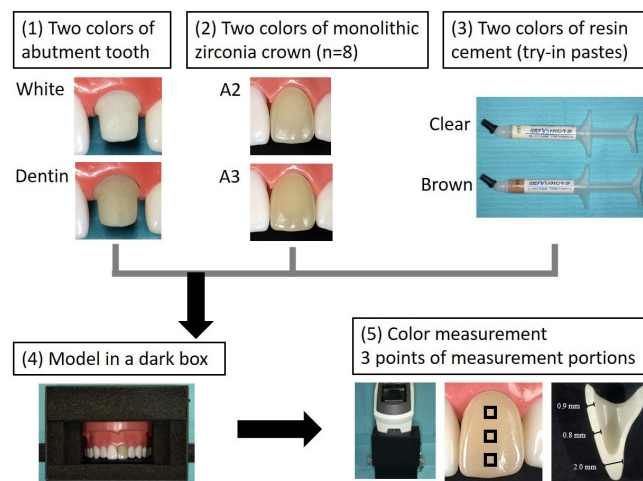 (1) Two colors of
abutment tooth
White
Dentin
(2) Two colors of monolithic
zirconia crown (n=8)
A2
A3
(3) Two colors of resin
cement (try-in pastes)
Clear
Brown
(4) Model in a dark box
(5) Color measurement
3 points of measurement portions
0.9 mm
0.8 mm
2.0 mm